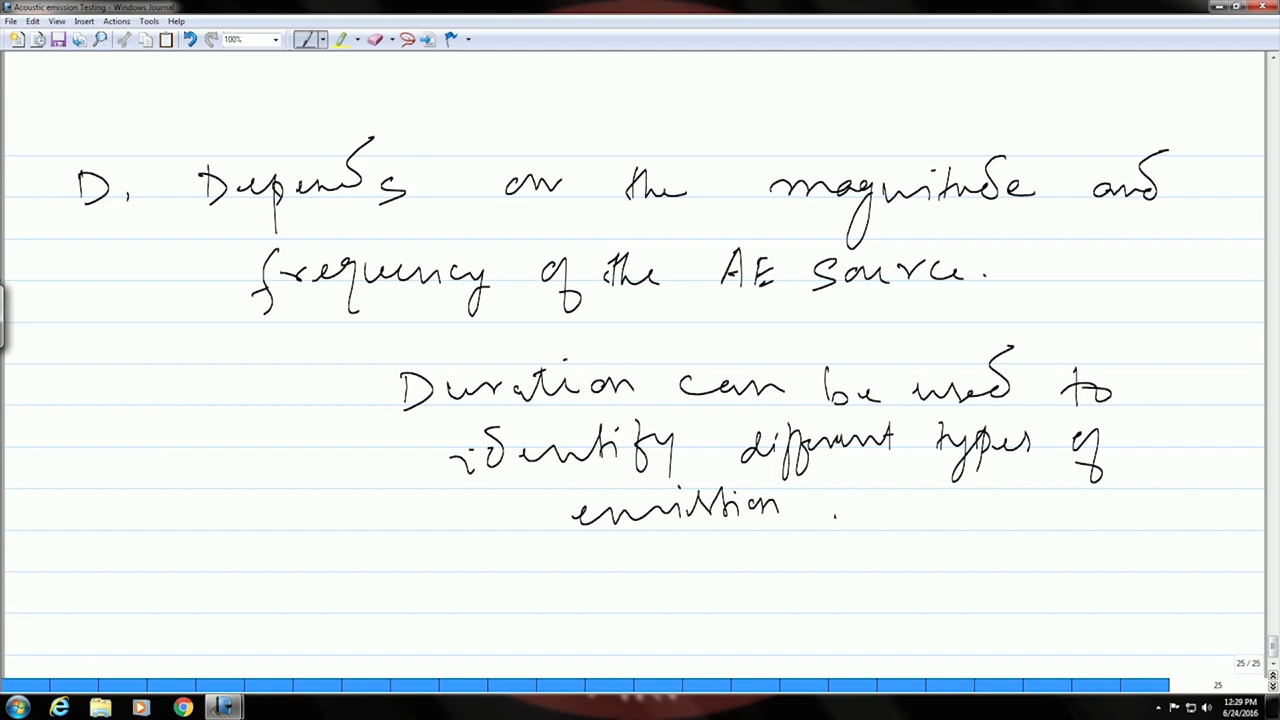 Acoustic emission Testing - Windows Journal
File Edit View Insert Actions Tools Help
100%
D. Depends on the magnitude and
frequency of the AE source.
Duration can be used to
identify different types of
emission .
25 / 25
25
12:29 PM
6/24/2016